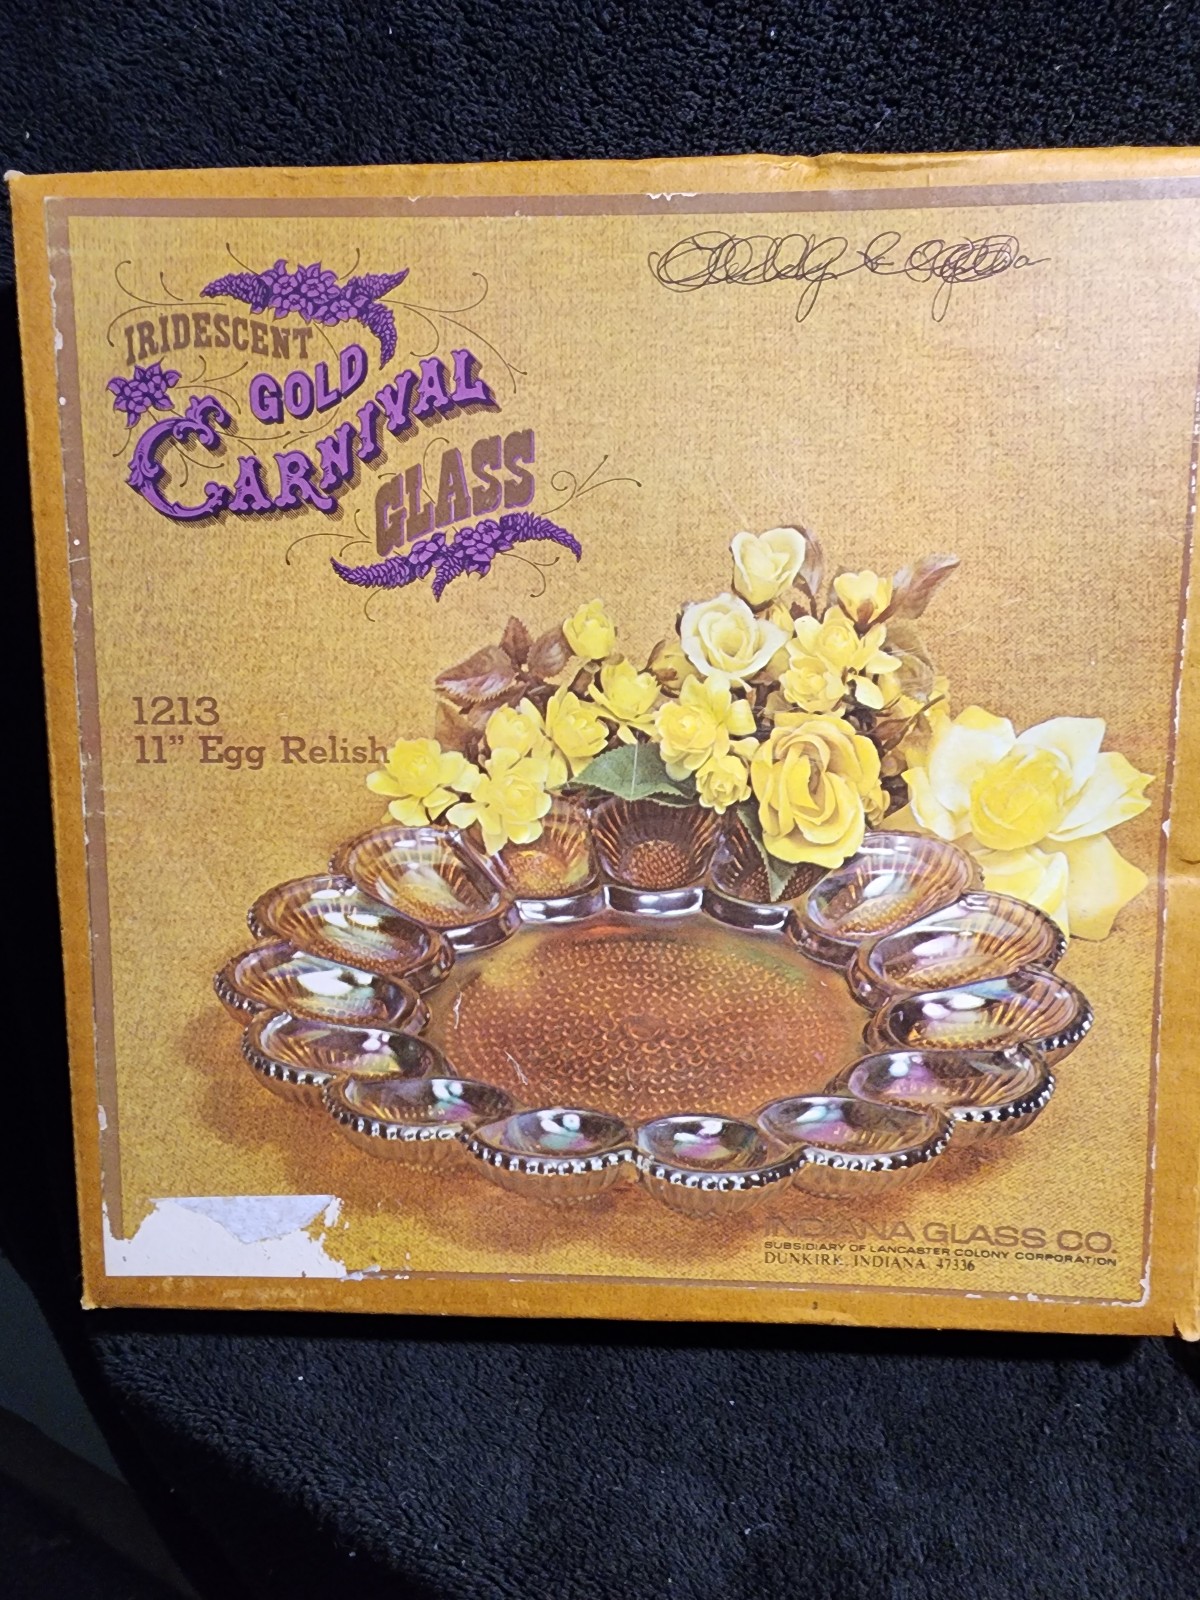 IRIDESCENT
GOLD
CARNIVAL
GLASS
1213
11" Egg Relish
INDIANA GLASS CO.
SUBSIDIARY OF LANCASTER COLONY CORPORATION
DUNKIRK, INDIANA 47336